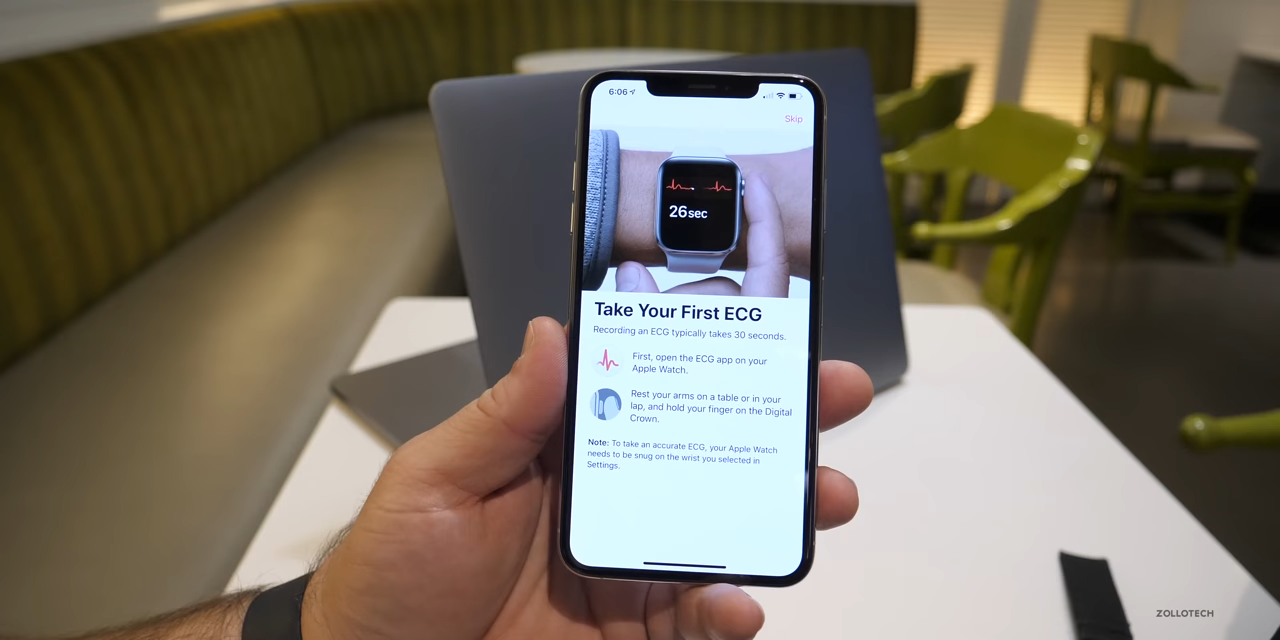 6:06
Skip
26sec
Take Your First ECG
Recording an ECG typically takes 30 seconds.
First, open the ECG app on your
Apple Watch.
Rest your arms on a table or in your
lap, and hold your finger on the Digital
Crown.
Note: To take an accurate ECG, your Apple Watch
needs to be snug on the wrist you selected in
Settings.
ZOLLOTECH